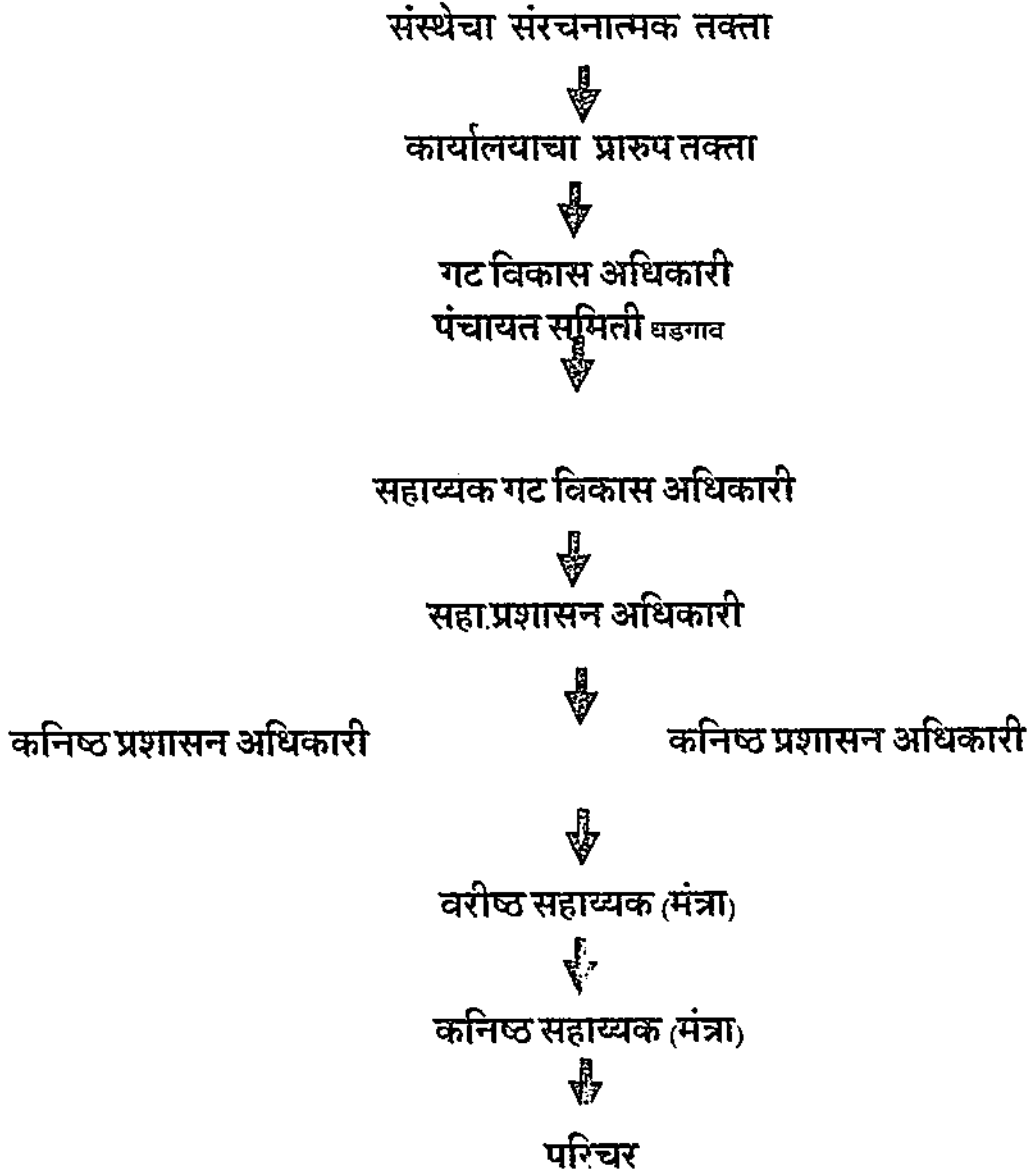 संस्थेचा संरचनात्मक तक्ता
कार्यालयाचा प्रारुप तक्ता
गट विकास अधिकारी
पंचायत समिती धडगाव
सहाय्यक गट विकास अधिकारी
सहा.प्रशासन अधिकारी
कनिष्ठ प्रशासन अधिकारी कनिष्ठ प्रशासन अधिकारी
वरीष्ठ सहाय्यक (मंत्रा)
कनिष्ठ सहाय्यक (मंत्रा)
परिचर